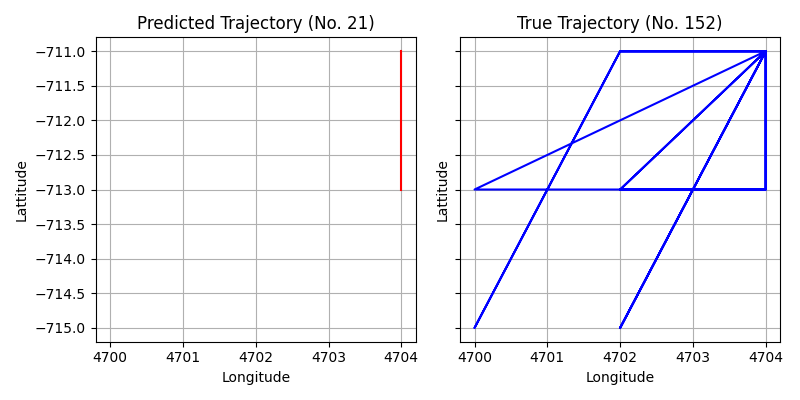 Predicted Trajectory (No. 21)
True Trajectory (No. 152)
Lattitude
−711.0
−711.5
−712.0
−712.5
−713.0
−713.5
−714.0
−714.5
−715.0
4700 4701 4702 4703 4704
Longitude
Lattitude
4700 4701 4702 4703 4704
Longitude